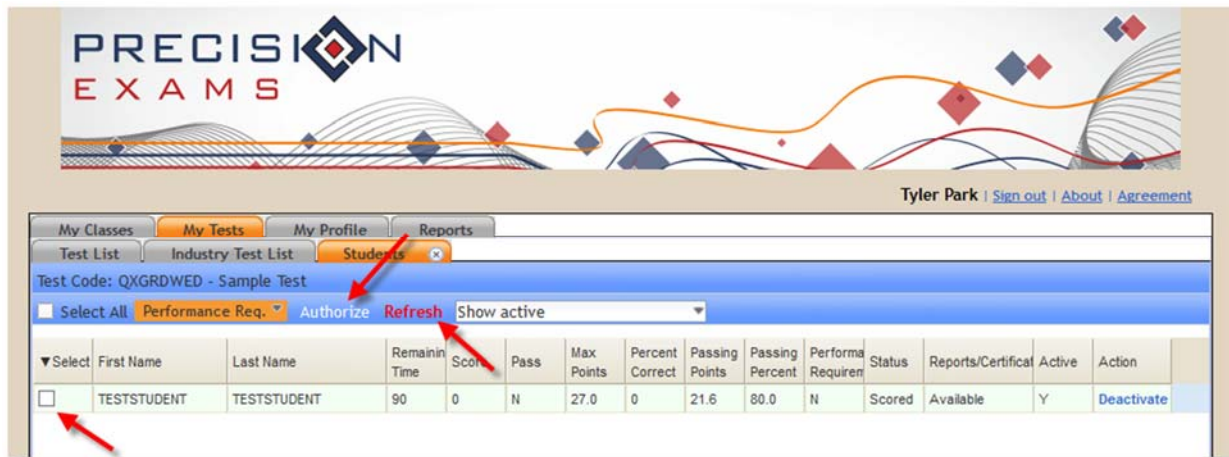 PRECISION
EXAMS
Tyler Park | Sign out | About | Agreement
My Classes My Tests My Profile Reports
Test List Industry Test List Students
Test Code: QXGRDWED - Sample Test
Select All Performance Req. Authorize Refresh Show active
Select First Name Last Name Remainin Time Score Pass Max Points Percent Correct Passing Points Passing Percent Performa Requirem Status Reports/Certificat Active Action
TESTSTUDENT TESTSTUDENT 90 0 N 27.0 0 21.6 80.0 N Scored Available Y Deactivate